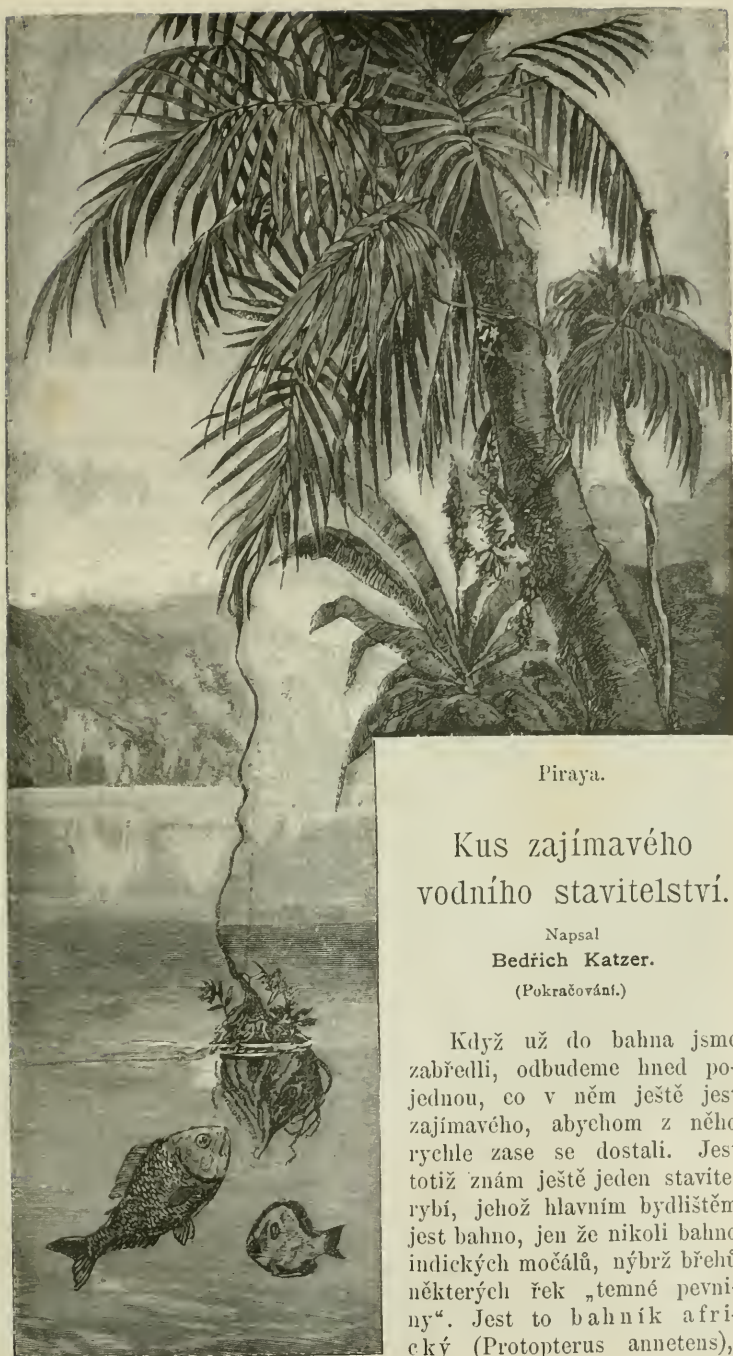 Piraya.
Kus zajímavého
vodního stavitelství.
Napsal
Bedřich Katzer.
(Pokračování.)
Když už do bahna jsme
zabředli, odbudeme hned po-
jednou, co v něm ještě jest
zajímavého, abychom z něho
rychle zase se dostali. Jest
totiž znám ještě jeden stavitel
rybí, jehož hlavním bydlištěm
jest bahno, jen že nikoli bahno
indických močálů, nýbrž břehů
některých řek „temné pevni-
ny“. Jest to bahník afri-
cký (Protopterus annetens),